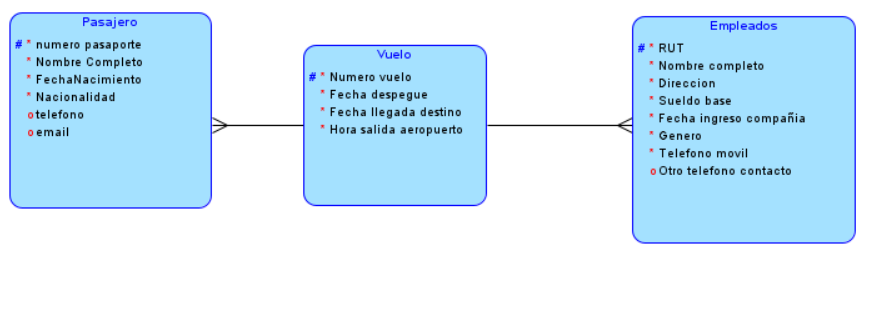 Pasajero
# * numero pasaporte
* Nombre Completo
* FechaNacimiento
* Nacionalidad
o telefono
o email
Vuelo
# * Numero vuelo
* Fecha despegue
* Fecha llegada destino
* Hora salida aeropuerto
Empleados
# * RUT
* Nombre completo
* Direccion
* Sueldo base
* Fecha ingreso compañia
* Genero
* Telefono movil
o Otro telefono contacto